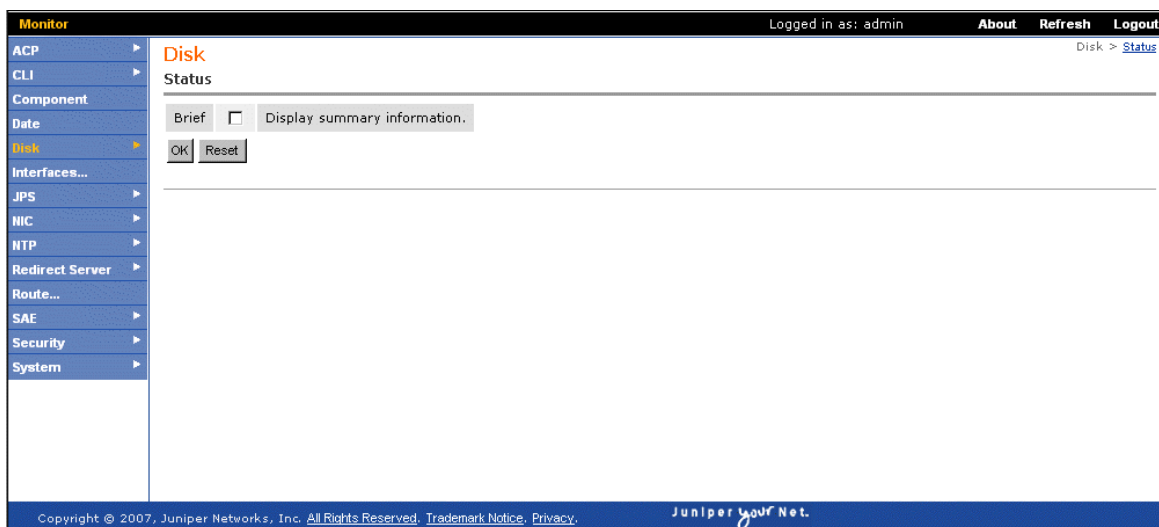 Monitor Logged in as: admin About Refresh Logout
ACP
CLI
Component
Date
Disk
Interfaces...
JPS
NIC
NTP
Redirect Server
Route...
SAE
Security
System
Disk > Status
Disk
Status
Brief Display summary information.
OK Reset
Copyright © 2007, Juniper Networks, Inc. All Rights Reserved. Trademark Notice. Privacy. Juniper your Net.